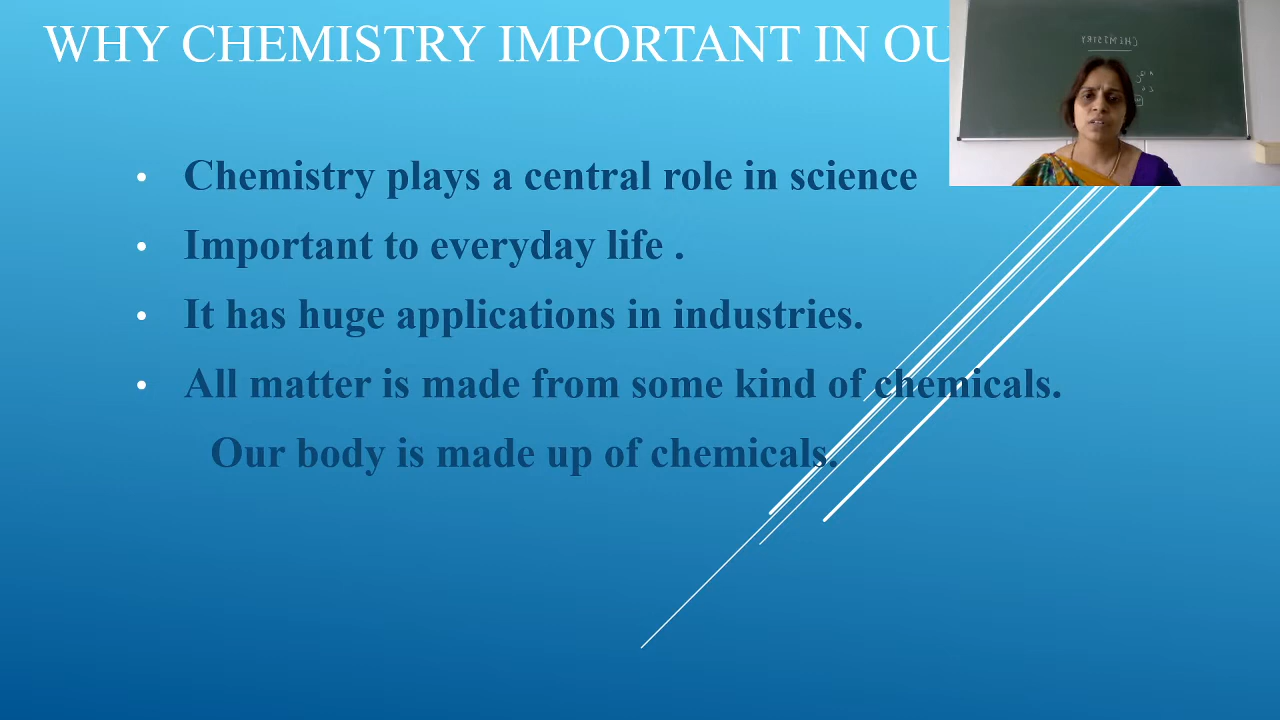 WHY CHEMISTRY IMPORTANT IN OU
CHEMISTRY
• Chemistry plays a central role in science
• Important to everyday life .
• It has huge applications in industries.
• All matter is made from some kind of chemicals.
Our body is made up of chemicals.